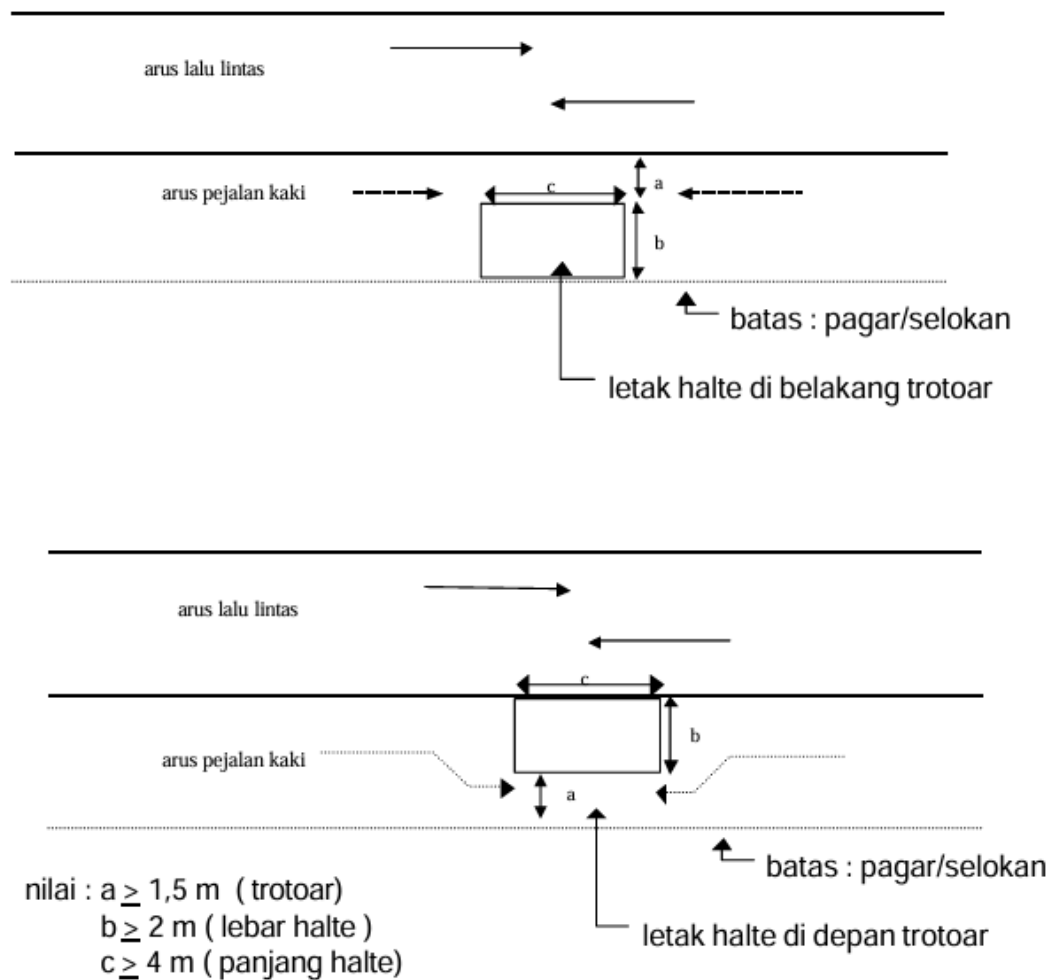 arus lalu lintas
arus pejalan kaki
c
a
b
batas : pagar/selokan
letak halte di belakang trotoar
arus lalu lintas
c
b
arus pejalan kaki
a
batas : pagar/selokan
nilai : a ≥ 1,5 m ( trotoar)
b ≥ 2 m ( lebar halte )
c ≥ 4 m ( panjang halte)
letak halte di depan trotoar